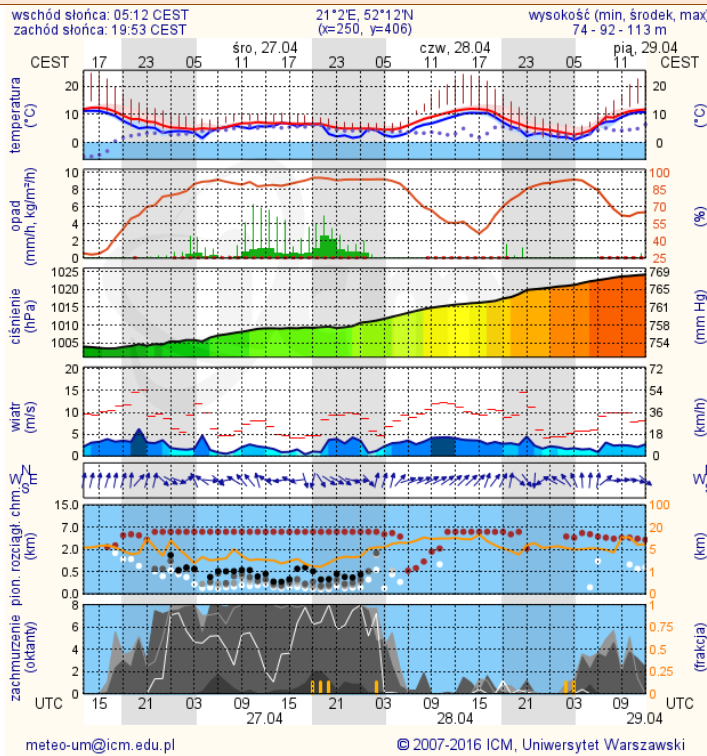 wschód słońca: 05:12 CEST 21°2'E, 52°12'N wysokość (min, środek, max)
zachód słońca: 19:53 CEST (x=250, y=406) 74 - 92 - 113 m
śro, 27.04 czw, 28.04 pią, 29.04
CEST 17 23 05 11 17 23 05 11 17 23 05 11 CEST
temperatura (°C)
20 20
10 10
0 0
(°C)
opad (mm/h, kg/m²/h)
10 100
8 85
6 70
4 55
2 40
0 25
(%)
ciśnienie (hPa)
1025 769
1020 765
1015 761
1010 758
1005 754
(mm Hg)
wiatr (m/s)
20 72
15 54
10 36
5 18
0 0
(km/h)
N
W E
S
pion. rozciągł. chm. (km)
15.0 100
7.0 20
2.0 5
0.5 1
0.0 0
(km)
zachmurzenie (oktanty)
8 1
6 0.75
4 0.5
2 0.25
0 0
(frakcja)
UTC 15 21 03 09 15 21 03 09 15 21 03 09 UTC
27.04 28.04 29.04
meteo-um@icm.edu.pl © 2007-2016 ICM, Uniwersytet Warszawski